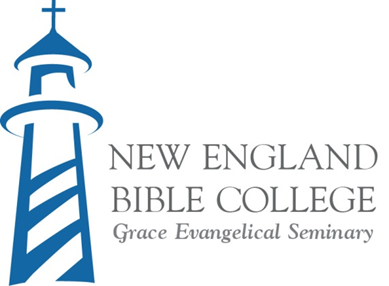 NEW ENGLAND
BIBLE COLLEGE
Grace Evangelical Seminary